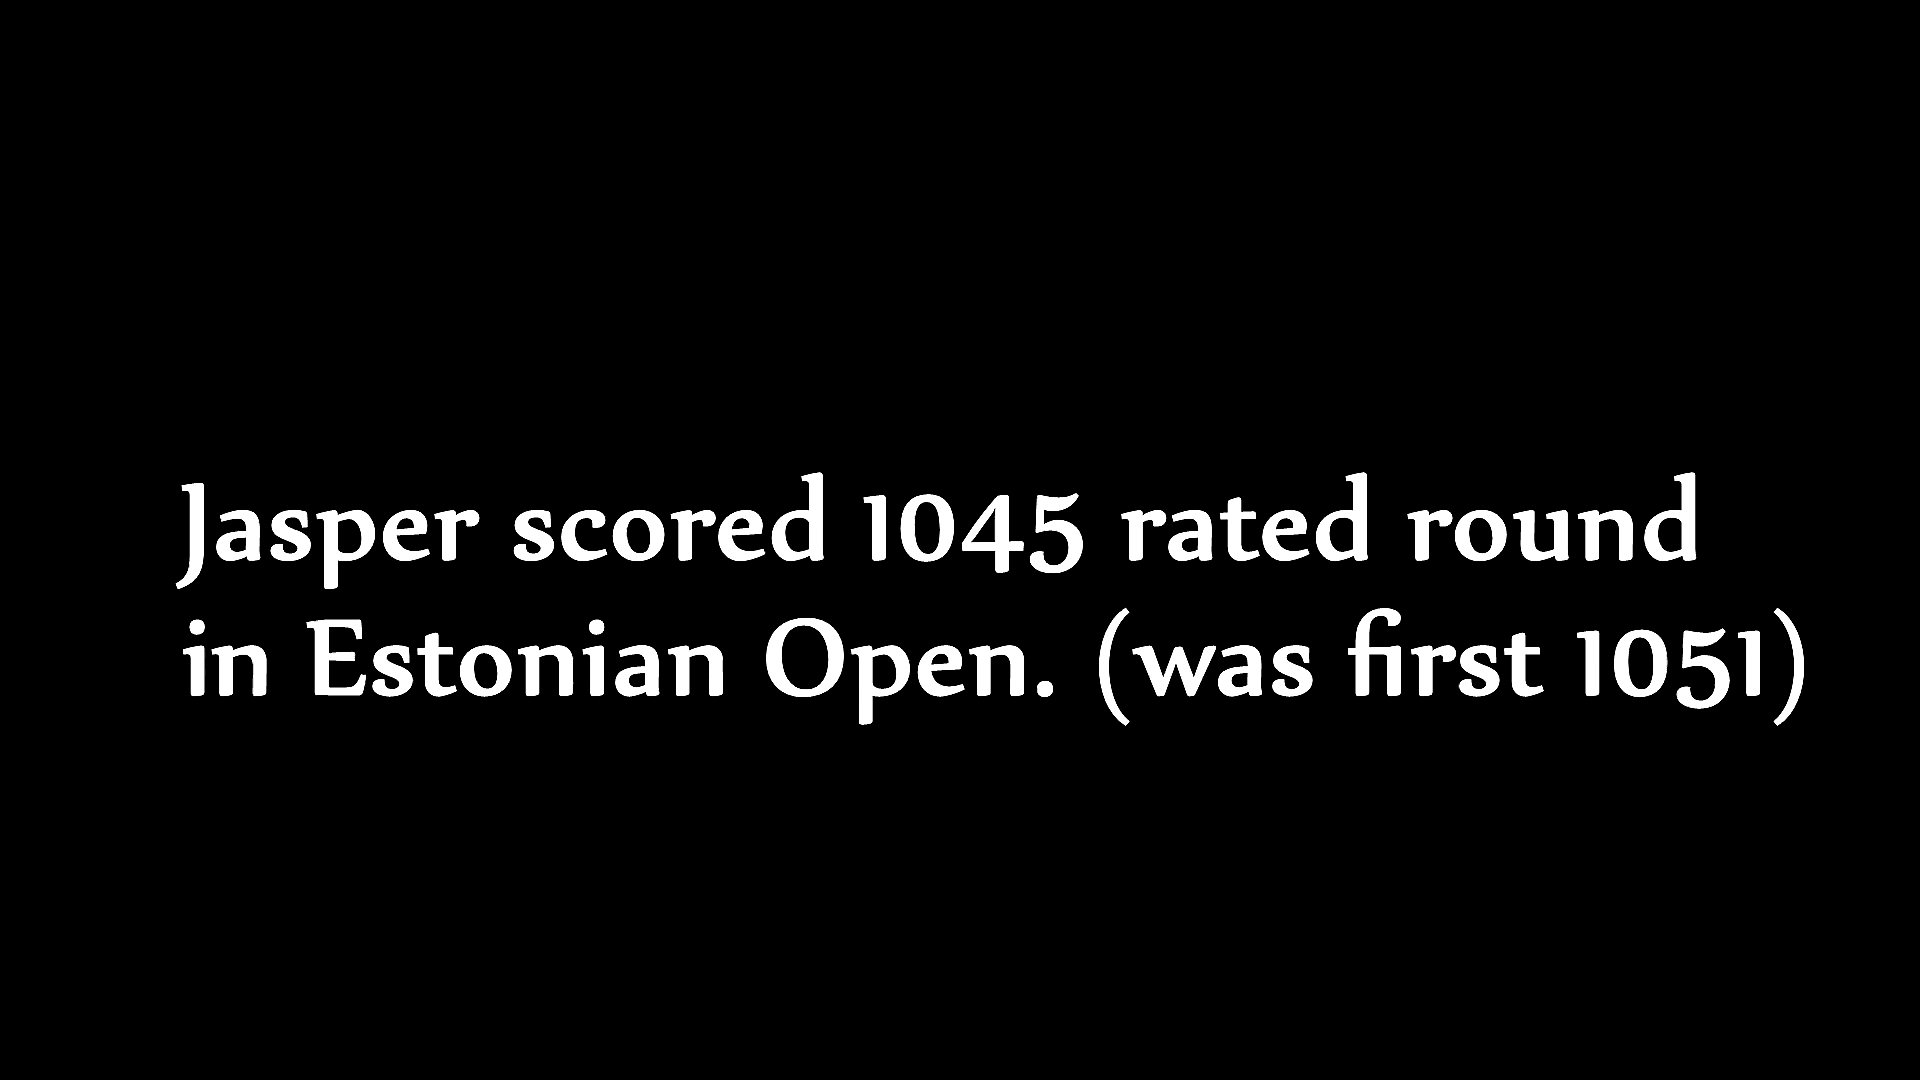 Jasper scored 1045 rated round
in Estonian Open. (was first 1051)